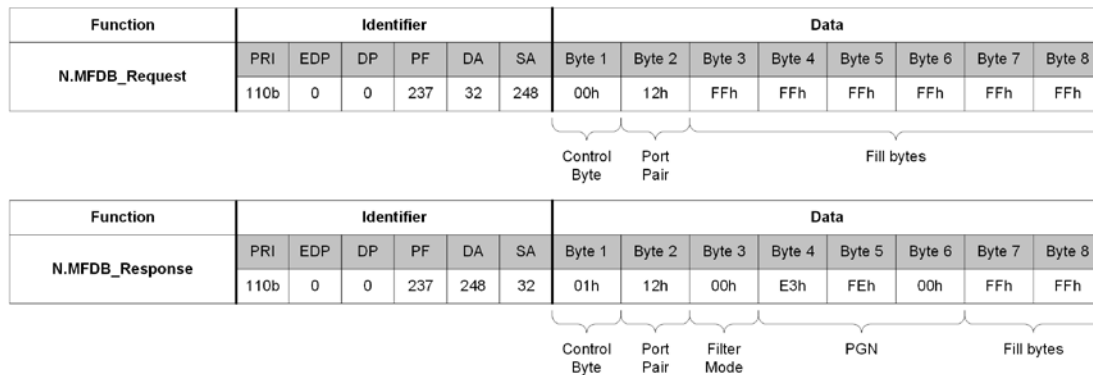 Function Identifier Data
N.MFDB_Request PRI EDP DP PF DA SA Byte 1 Byte 2 Byte 3 Byte 4 Byte 5 Byte 6 Byte 7 Byte 8
110b 0 0 237 32 248 00h 12h FFh FFh FFh FFh FFh FFh
Control Byte Port Pair Fill bytes
Function Identifier Data
N.MFDB_Response PRI EDP DP PF DA SA Byte 1 Byte 2 Byte 3 Byte 4 Byte 5 Byte 6 Byte 7 Byte 8
110b 0 0 237 248 32 01h 12h 00h E3h FEh 00h FFh FFh
Control Byte Port Pair Filter Mode PGN Fill bytes